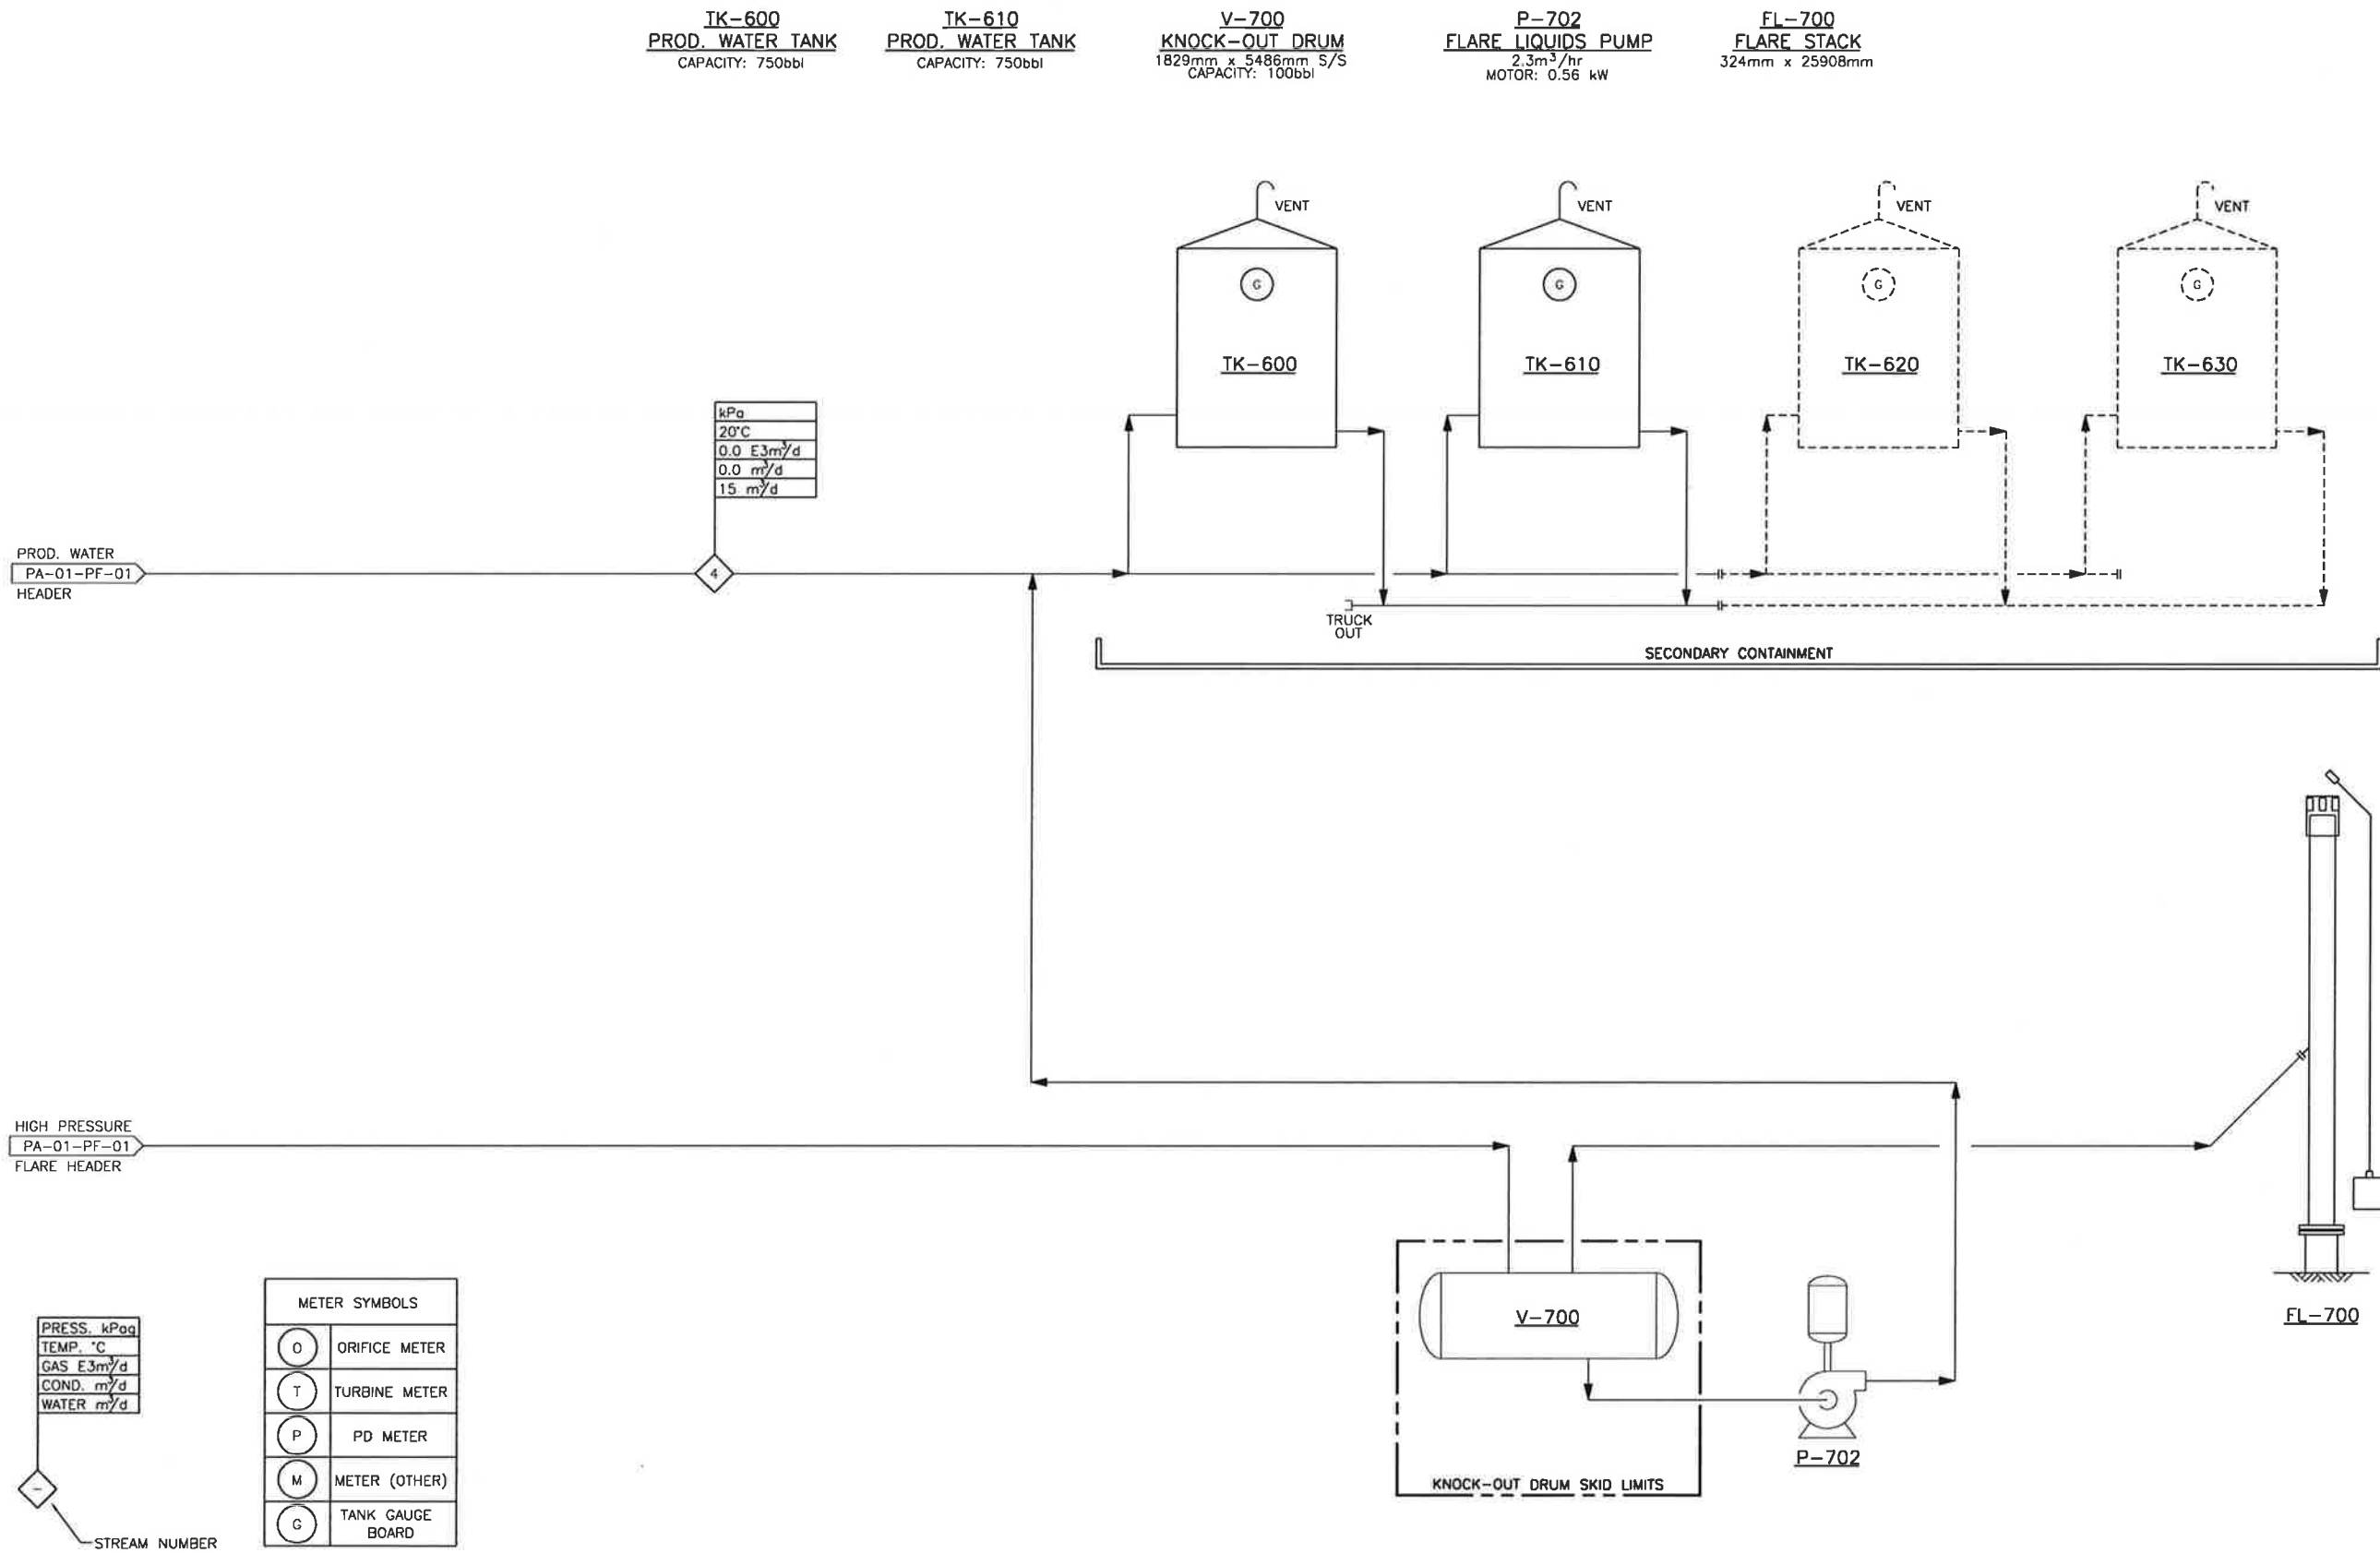 TK-600
PROD. WATER TANK
CAPACITY: 750bbl
TK-610
PROD. WATER TANK
CAPACITY: 750bbl
V-700
KNOCK-OUT DRUM
1829mm x 5486mm S/S
CAPACITY: 100bbl
P-702
FLARE LIQUIDS PUMP
2.3m³/hr
MOTOR: 0.56 kW
FL-700
FLARE STACK
324mm x 25908mm
VENT
VENT
VENT
VENT
G
G
G
G
TK-600
TK-610
TK-620
TK-630
kPa
20°C
0.0 E3m³/d
0.0 m³/d
15 m³/d
PROD. WATER
PA-01-PF-01
HEADER
4
TRUCK
OUT
SECONDARY CONTAINMENT
HIGH PRESSURE
PA-01-PF-01
FLARE HEADER
V-700
KNOCK-OUT DRUM SKID LIMITS
P-702
FL-700
PRESS. kPag
TEMP. °C
GAS E3m³/d
COND. m³/d
WATER m³/d
-
STREAM NUMBER
METER SYMBOLS
O ORIFICE METER
T TURBINE METER
P PD METER
M METER (OTHER)
G TANK GAUGE
BOARD